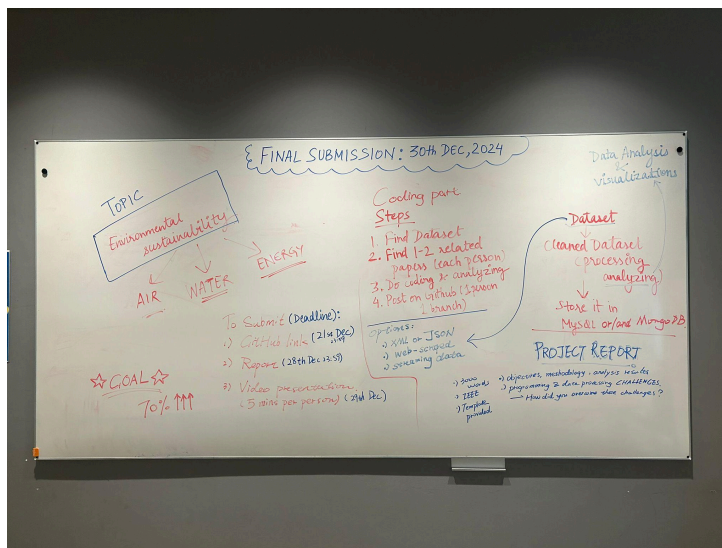 FINAL SUBMISSION: 30th DEC, 2024
TOPIC
Environmental
sustainability
AIR
WATER
ENERGY
To Submit (Deadline):
1) GitHub link (21st Dec)
23:59
2) Report (28th Dec 23:59)
3) Video presentation
(5 mins per person) (29th Dec)
☆GOAL☆
70% ↑↑↑
Coding part
Steps
1. Find Dataset
2. Find 1-2 related
papers (each person)
3. Do coding & analyzing
4. Post on Github (1 person
1 branch)
Options:
XML or JSON
web-scraped
streaming data
Data Analysis
&
Visualizations
Dataset
Cleaned Dataset
(processing
analyzing)
Store it in
MySQL or/and MongoDB
PROJECT REPORT
word
IEEE
Template
provided
objectives, methodology, analysis results
programming & data processing CHALLENGES
→ How did you overcome these challenges?